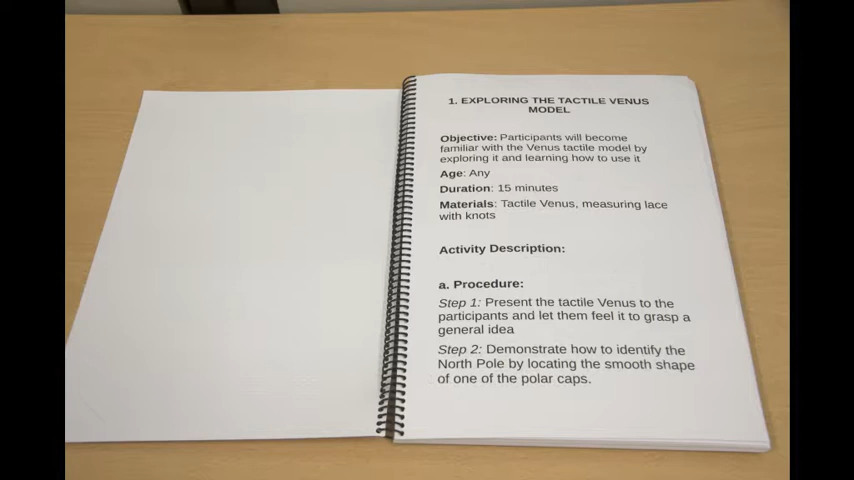 1. EXPLORING THE TACTILE VENUS
MODEL
Objective: Participants will become
familiar with the Venus tactile model by
exploring it and learning how to use it
Age: Any
Duration: 15 minutes
Materials: Tactile Venus, measuring lace
with knots
Activity Description:
a. Procedure:
Step 1: Present the tactile Venus to the
participants and let them feel it to grasp a
general idea
Step 2: Demonstrate how to identify the
North Pole by locating the smooth shape
of one of the polar caps.